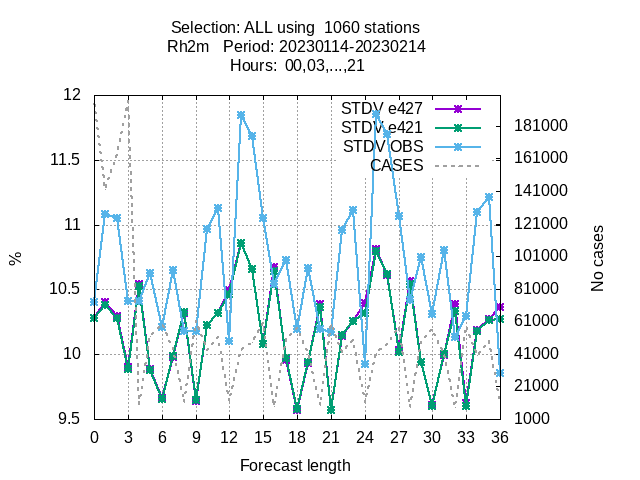 Selection: ALL using  1060 stations
Rh2m   Period: 20230114-20230214
Hours:  00,03,...,21
STDV e427
STDV e421
STDV OBS
CASES
12
11.5
11
10.5
10
9.5
%
181000
161000
141000
121000
101000
81000
61000
41000
21000
1000
No cases
0 3 6 9 12 15 18 21 24 27 30 33 36
Forecast length